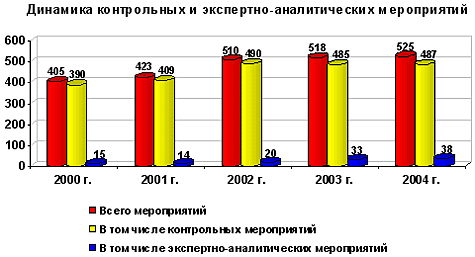 Динамика контрольных и экспертно-аналитических мероприятий
600
500
400
300
200
100
0
405 390 15
423 409 14
510 490 20
518 485 33
525 487 38
2000 г. 2001 г. 2002 г. 2003 г. 2004 г.
Всего мероприятий
В том числе контрольных мероприятий
В том числе экспертно-аналитических мероприятий